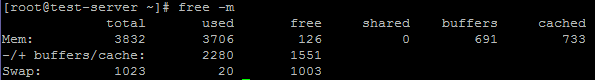 [root@test-server ~]# free -m
             total       used       free     shared    buffers     cached
Mem:          3832       3706        126          0        691        733
-/+ buffers/cache:       2280       1551
Swap:         1023         20       1003